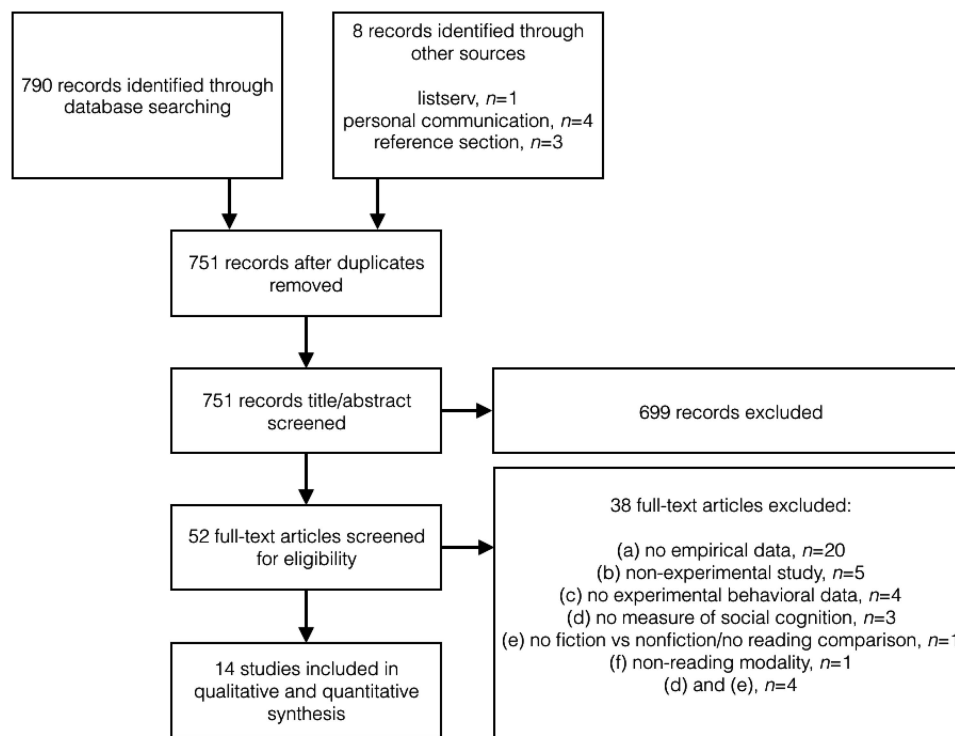 790 records identified through
database searching
8 records identified through
other sources
listserv, n=1
personal communication, n=4
reference section, n=3
751 records after duplicates
removed
751 records title/abstract
screened
699 records excluded
52 full-text articles screened
for eligibility
38 full-text articles excluded:
(a) no empirical data, n=20
(b) non-experimental study, n=5
(c) no experimental behavioral data, n=4
(d) no measure of social cognition, n=3
(e) no fiction vs nonfiction/no reading comparison, n=1
(f) non-reading modality, n=1
(d) and (e), n=4
14 studies included in
qualitative and quantitative
synthesis